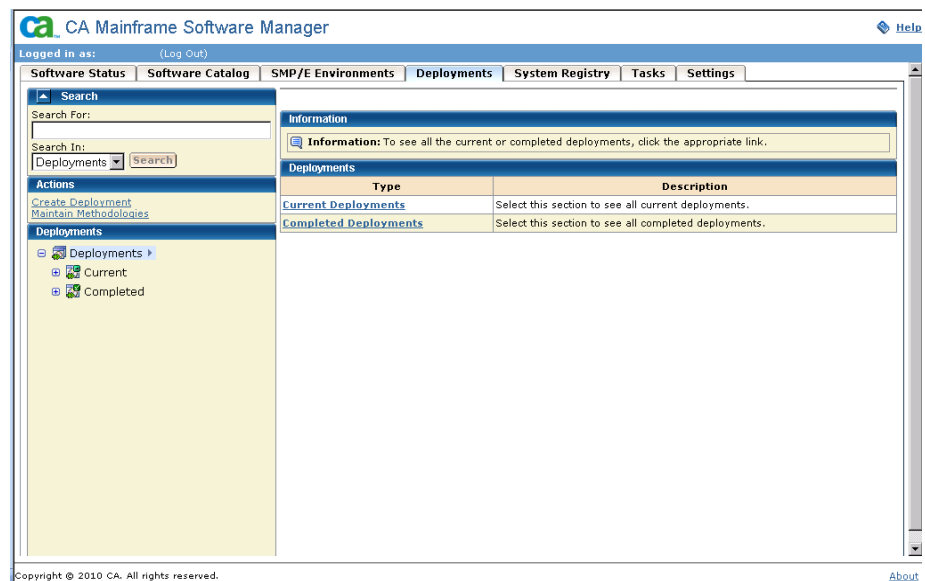 ca CA Mainframe Software Manager Help
Logged in as: (Log Out)
Software Status Software Catalog SMP/E Environments Deployments System Registry Tasks Settings
Search
Search For:
Search In:
Deployments Search
Actions
Create Deployment
Maintain Methodologies
Deployments
Deployments
Current
Completed
Information
Information: To see all the current or completed deployments, click the appropriate link.
Deployments
Type Description
Current Deployments Select this section to see all current deployments.
Completed Deployments Select this section to see all completed deployments.
Copyright © 2010 CA. All rights reserved. About